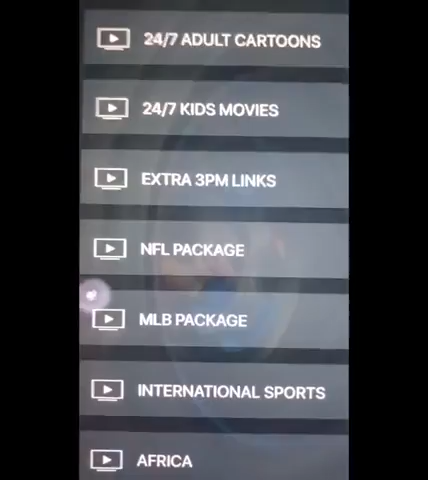 24/7 ADULT CARTOONS
24/7 KIDS MOVIES
EXTRA 3PM LINKS
NFL PACKAGE
MLB PACKAGE
INTERNATIONAL SPORTS
AFRICA